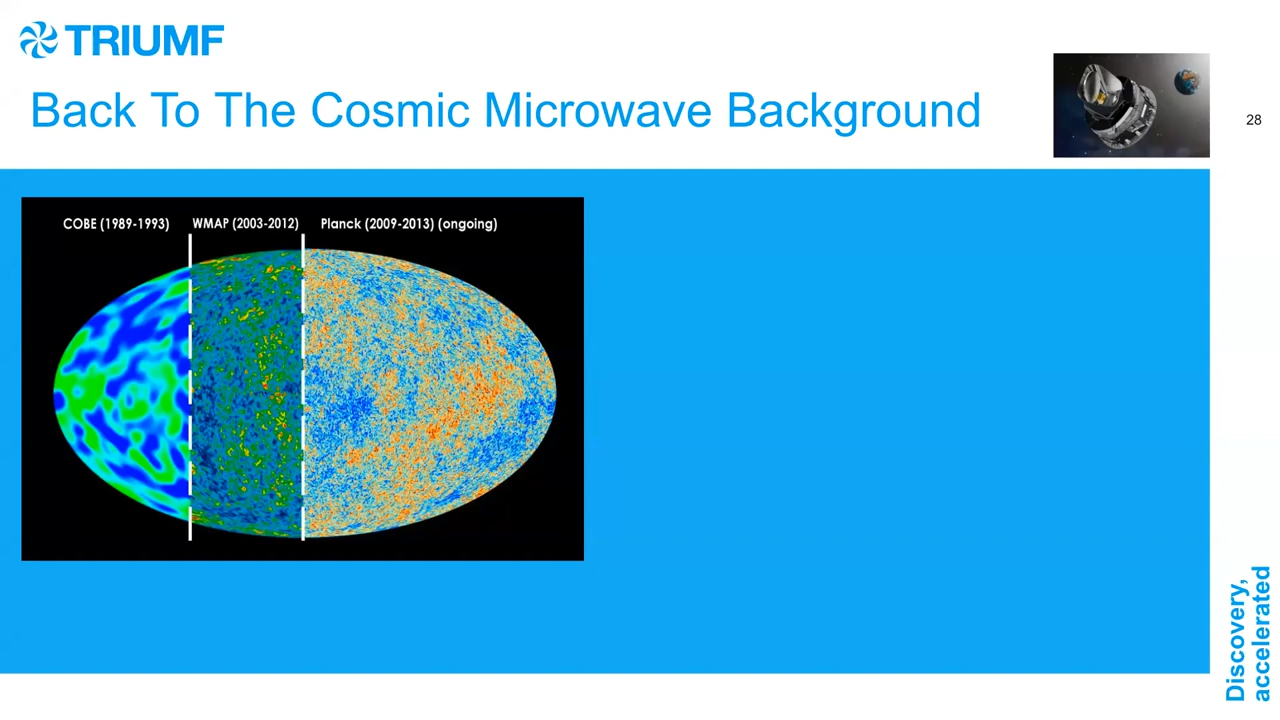 TRIUMF
Back To The Cosmic Microwave Background
28
COBE (1989-1993)
WMAP (2003-2012)
Planck (2009-2013) (ongoing)
Discovery,
accelerated